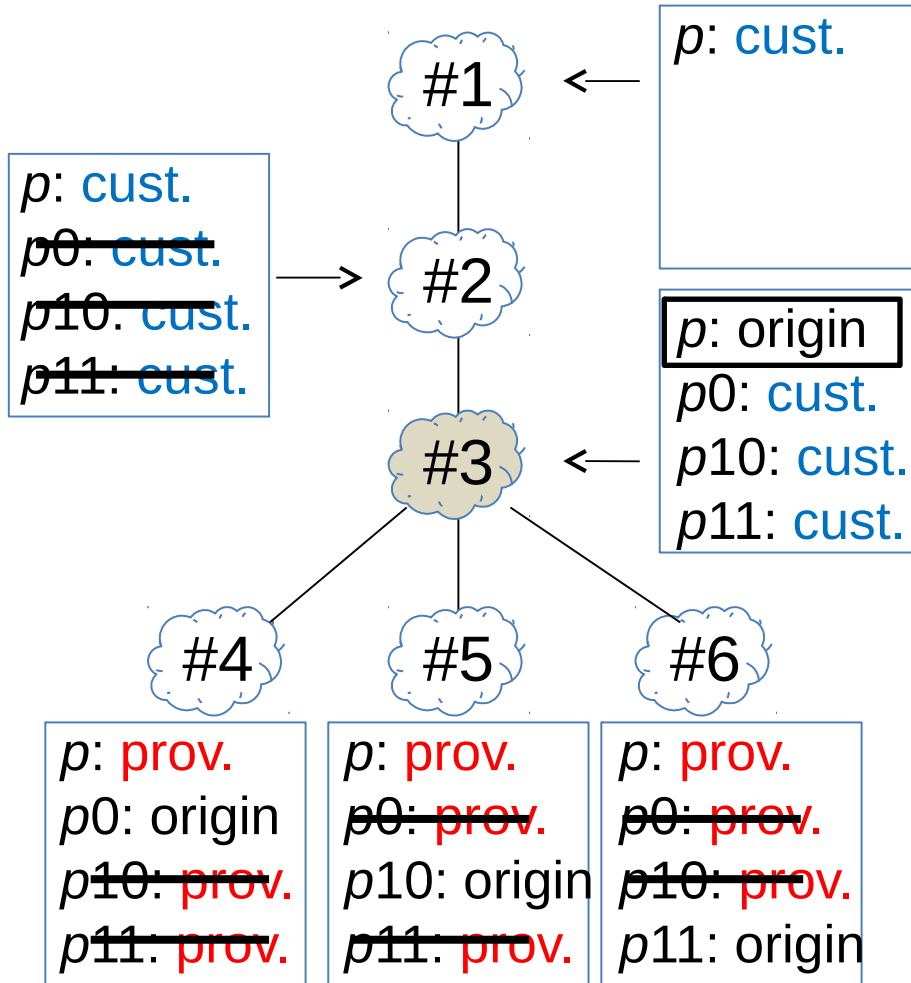 #1
p: cust.
p: cust.
p0: cust.
p10: cust.
p11: cust.
#2
p: origin
p0: cust.
p10: cust.
p11: cust.
#3
#4
#5
#6
p: prov.
p0: origin
p10: prov.
p11: prov.
p: prov.
p0: prov.
p10: origin
p11: prov.
p: prov.
p0: prov.
p10: prov.
p11: origin